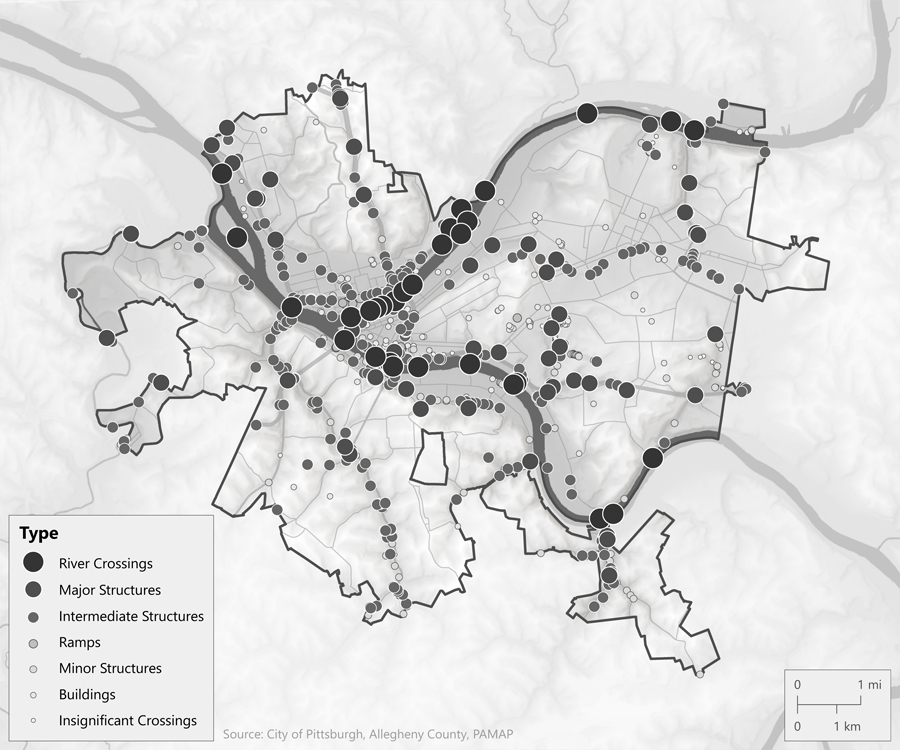 Type
River Crossings
Major Structures
Intermediate Structures
Ramps
Minor Structures
Buildings
Insignificant Crossings
Source: City of Pittsburgh, Allegheny County, PAMAP
0 1 mi
0 1 km